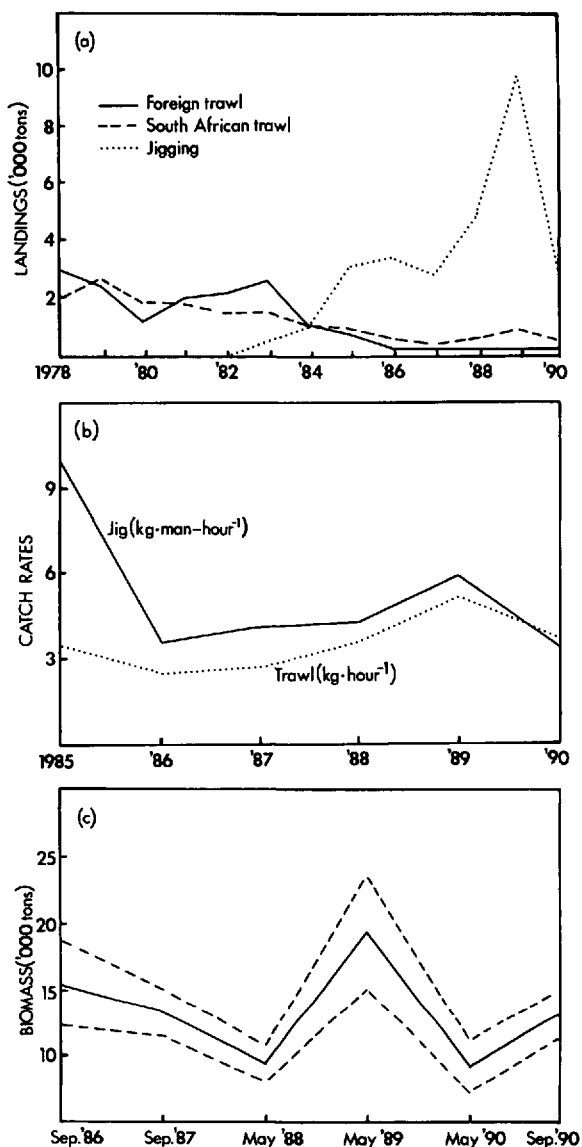 (a)
10
8
6
4
2
LANDINGS ('000 tons)
Foreign trawl
South African trawl
Jigging
1978 '80 '82 '84 '86 '88 '90
(b)
9
6
3
CATCH RATES
Jig (kg·man–hour⁻¹)
Trawl (kg·hour⁻¹)
1985 '86 '87 '88 '89 '90
(c)
25
20
15
10
BIOMASS ('000 tons)
Sep.'86 Sep.'87 May '88 May '89 May '90 Sep.'90